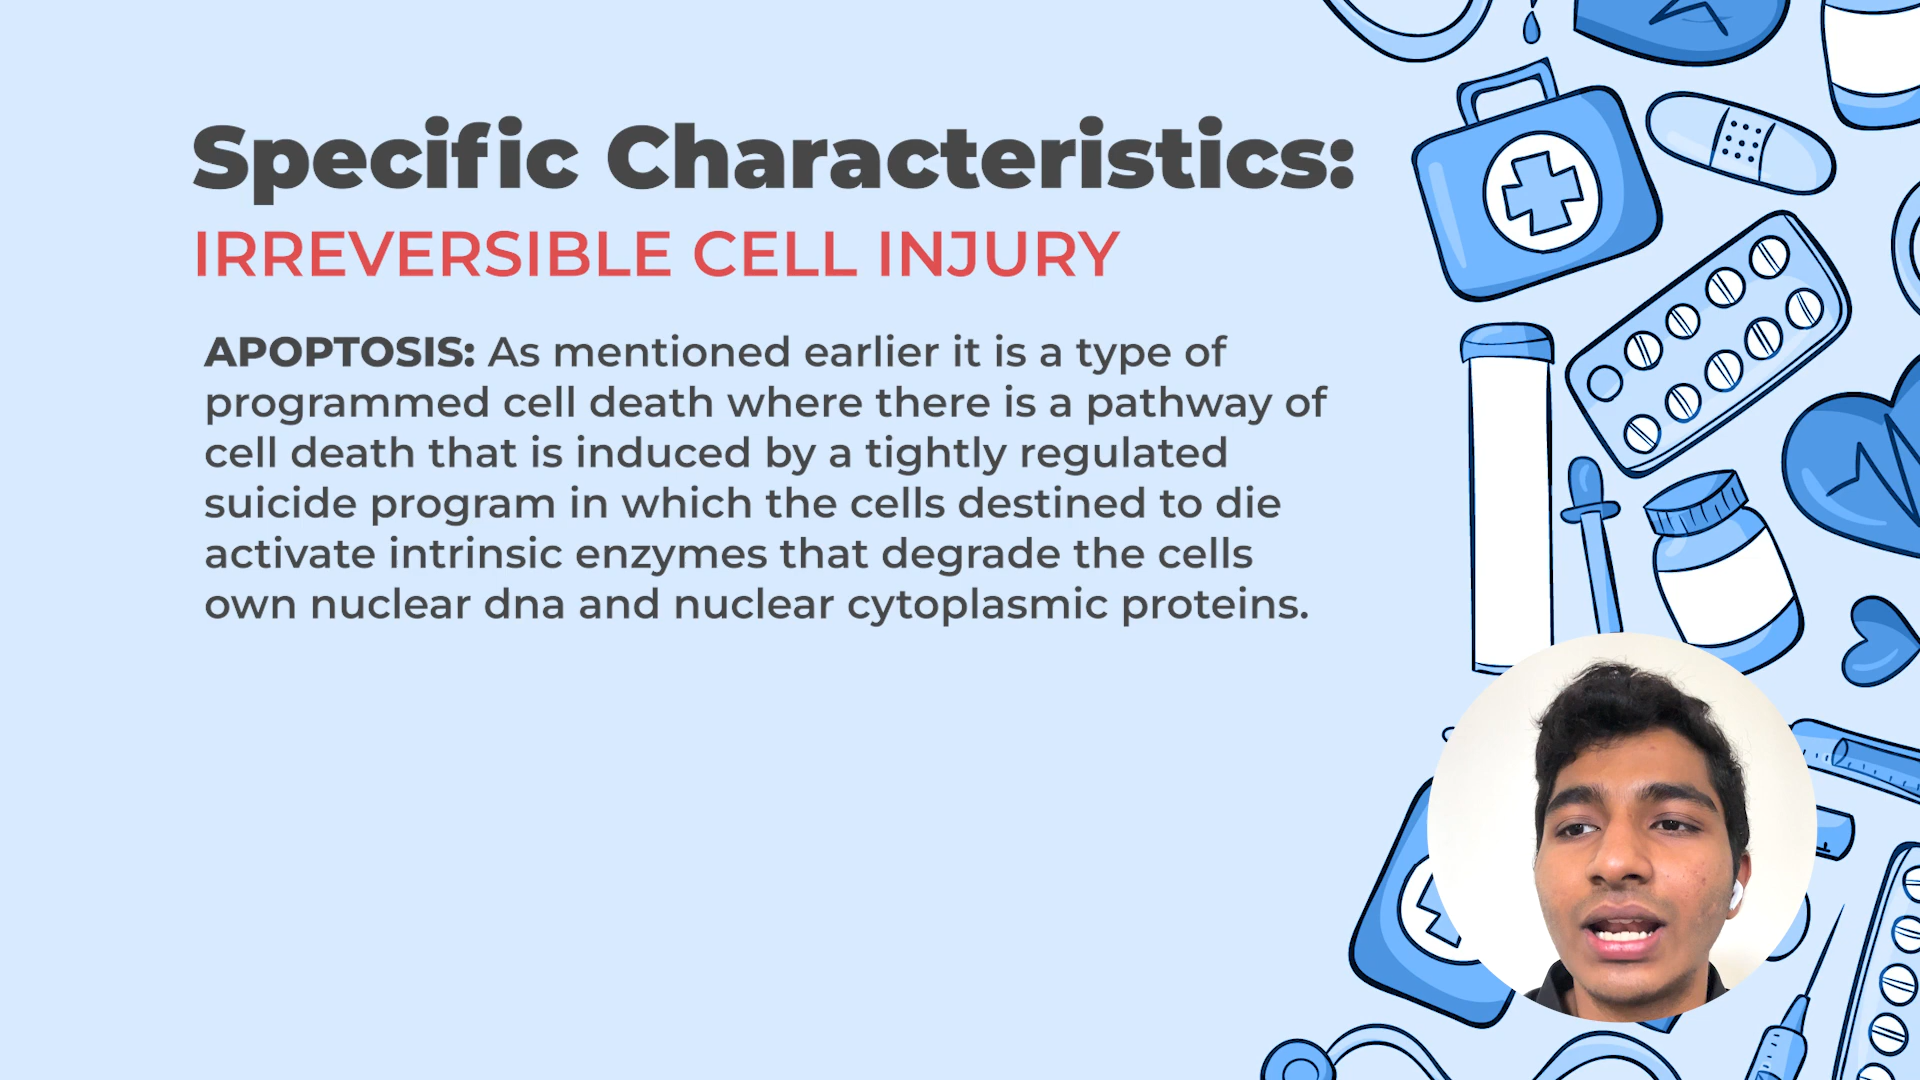 Specific Characteristics:
IRREVERSIBLE CELL INJURY
APOPTOSIS: As mentioned earlier it is a type of
programmed cell death where there is a pathway of
cell death that is induced by a tightly regulated
suicide program in which the cells destined to die
activate intrinsic enzymes that degrade the cells
own nuclear dna and nuclear cytoplasmic proteins.